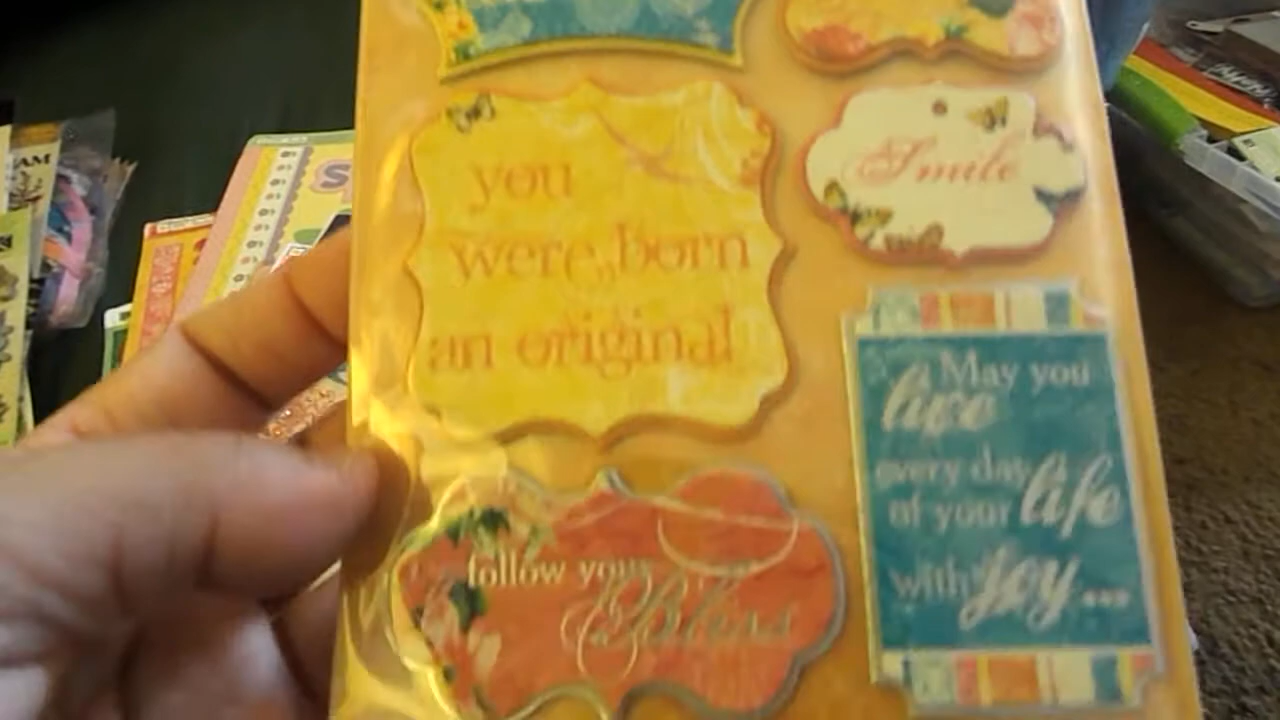 you
were born
an original
Smile
May you
live
every day
of your life
with joy...
follow your
Bliss
AM
S